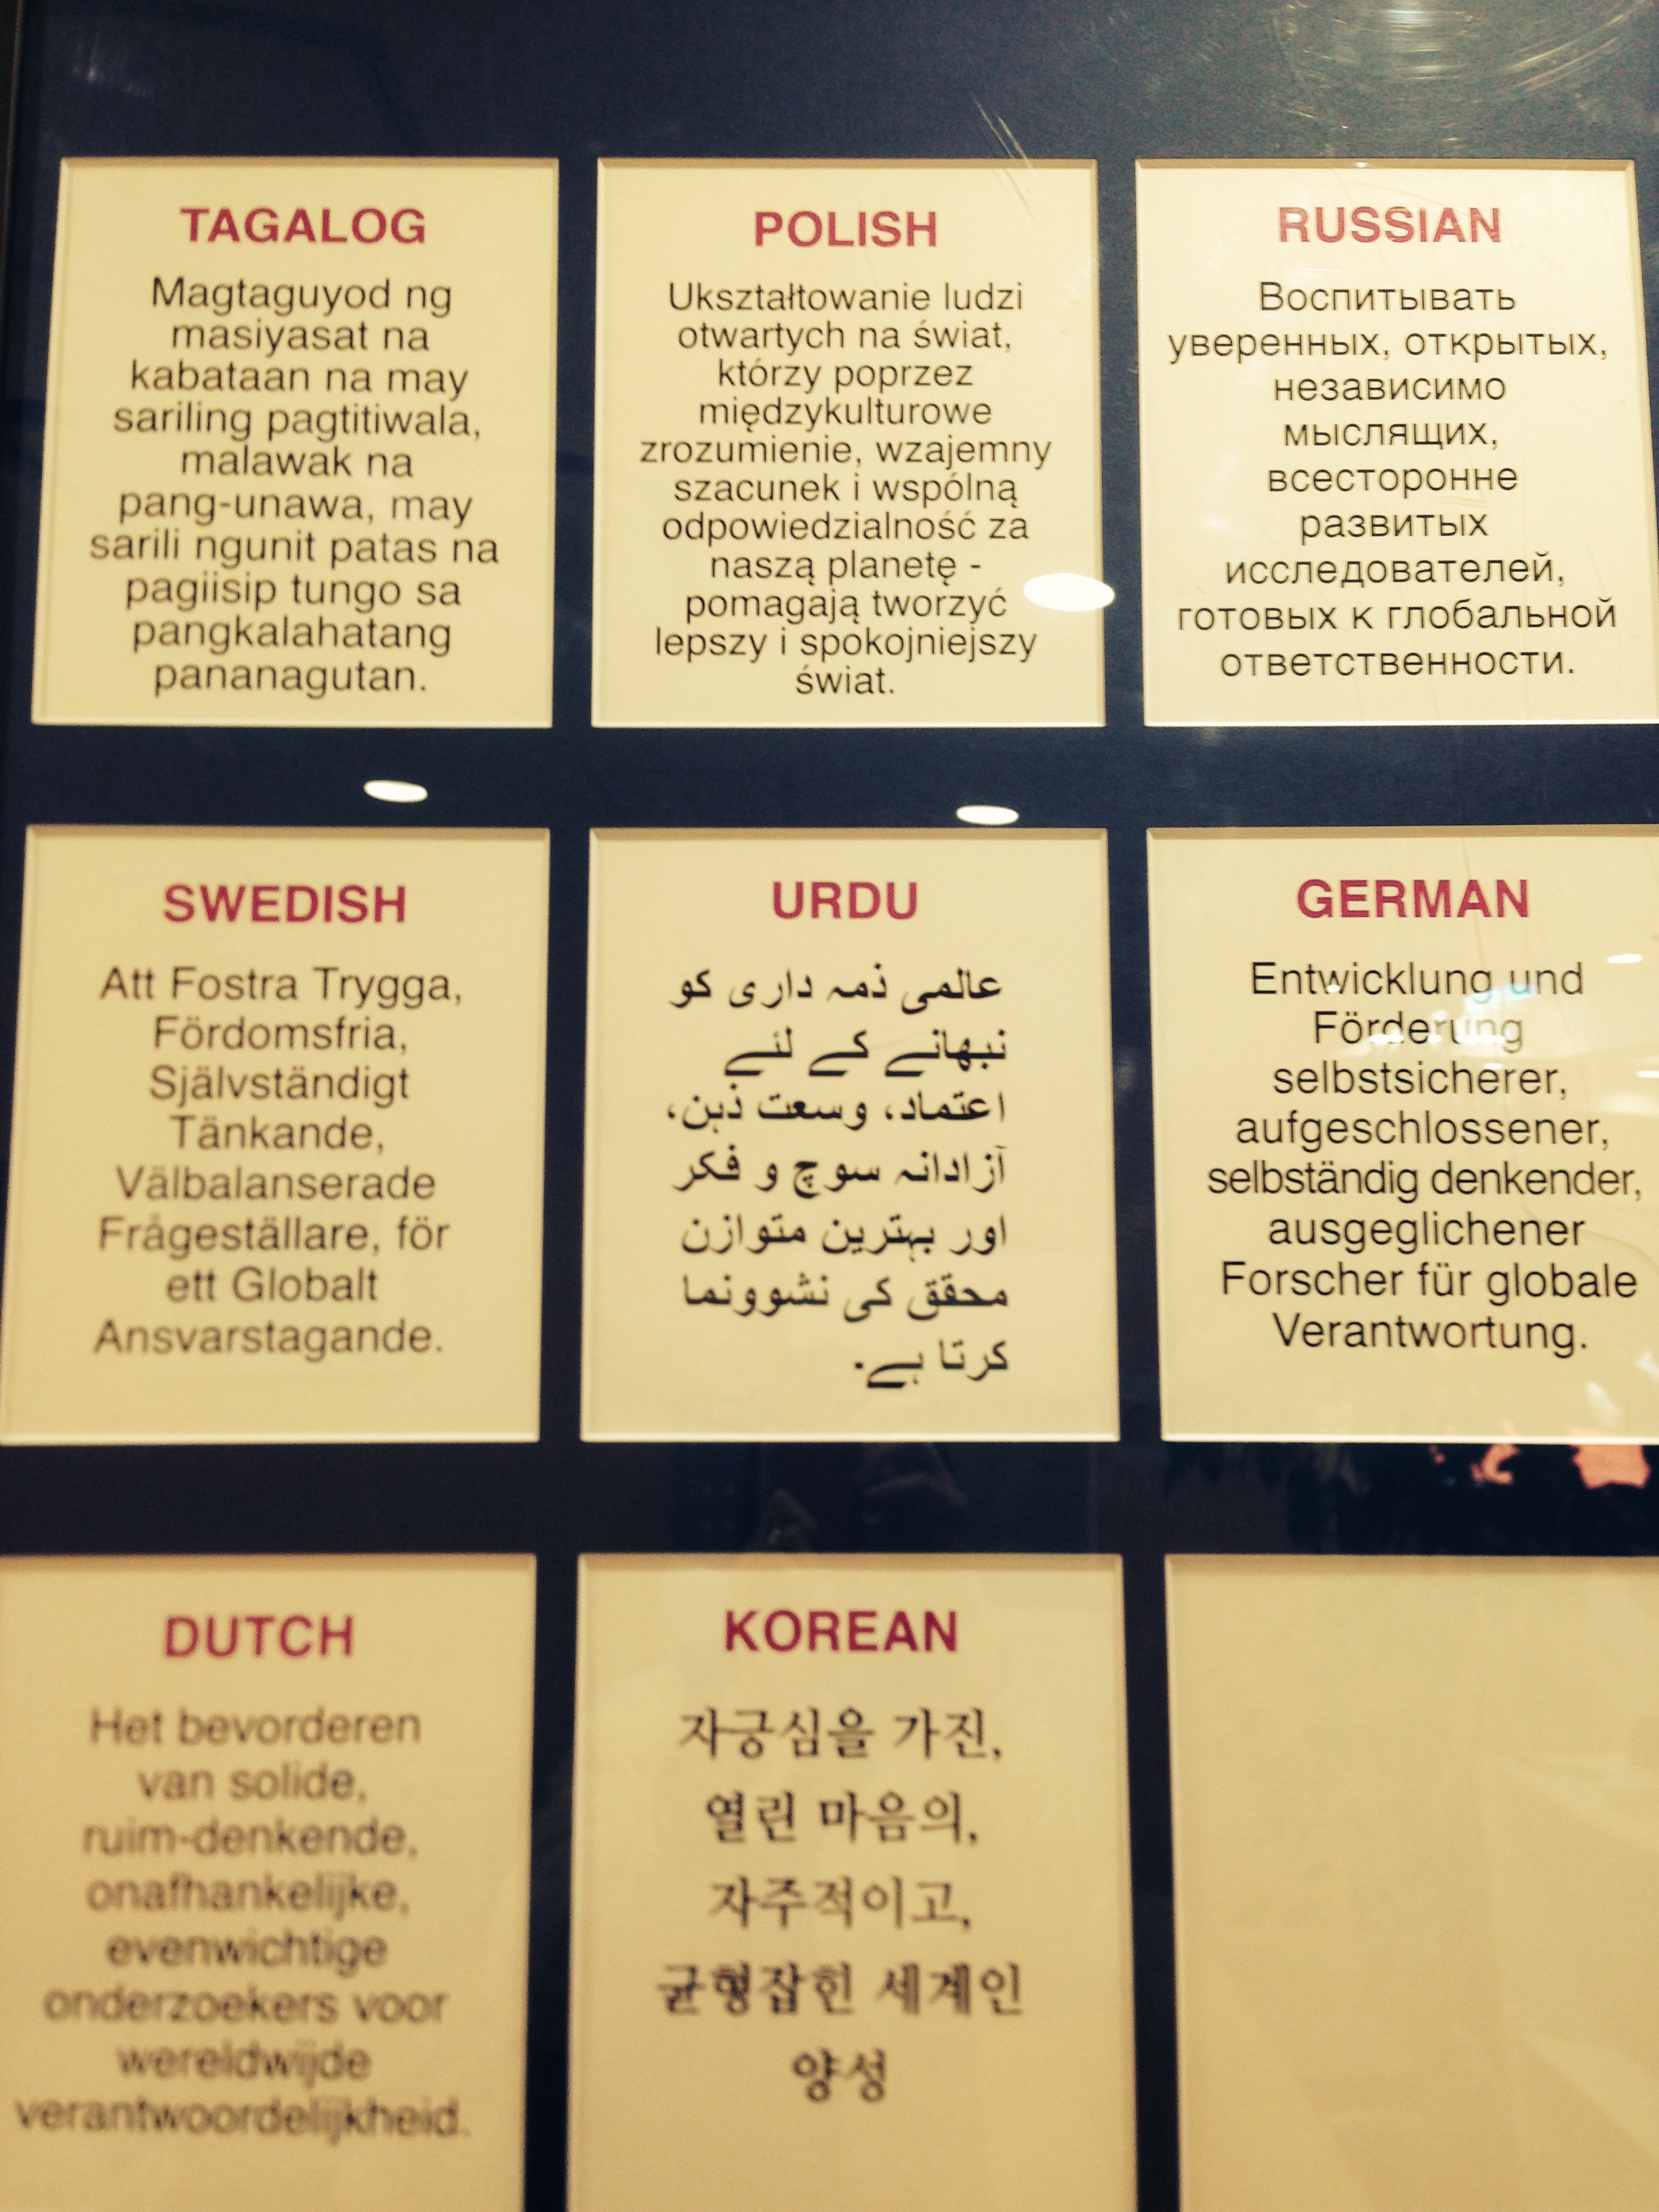 TAGALOG
Magtaguyod ng
masiyasat na
kabataan na may
sariling pagtitiwala,
malawak na
pang-unawa, may
sarili ngunit patas na
pagiisip tungo sa
pangkalahatang
pananagutan.
POLISH
Ukształtowanie ludzi
otwartych na świat,
którzy poprzez
międzykulturowe
zrozumienie, wzajemny
szacunek i wspólną
odpowiedzialność za
naszą planetę -
pomagają tworzyć
lepszy i spokojniejszy
świat.
RUSSIAN
Воспитывать
уверенных, открытых,
независимо
мыслящих,
всесторонне
развитых
исследователей,
готовых к глобальной
ответственности.
SWEDISH
Att Fostra Trygga,
Fördomsfria,
Självständigt
Tänkande,
Välbalanserade
Frågeställare, för
ett Globalt
Ansvarstagande.
URDU
عالمی ذمہ داری کو
نبھانے کے لئے
اعتماد، وسعت ذہن،
آزادانہ سوچ و فکر
اور بہترین متوازن
محقق کی نشوونما
کرتا ہے۔
GERMAN
Entwicklung und
Förderung
selbstsicherer,
aufgeschlossener,
selbständig denkender,
ausgeglichener
Forscher für globale
Verantwortung.
DUTCH
Het bevorderen
van solide,
ruim-denkende,
onafhankelijke,
evenwichtige
onderzoekers voor
wereldwijde
verantwoordelijkheid.
KOREAN
자긍심을 가진,
열린 마음의,
자주적이고,
균형잡힌 세계인
양성